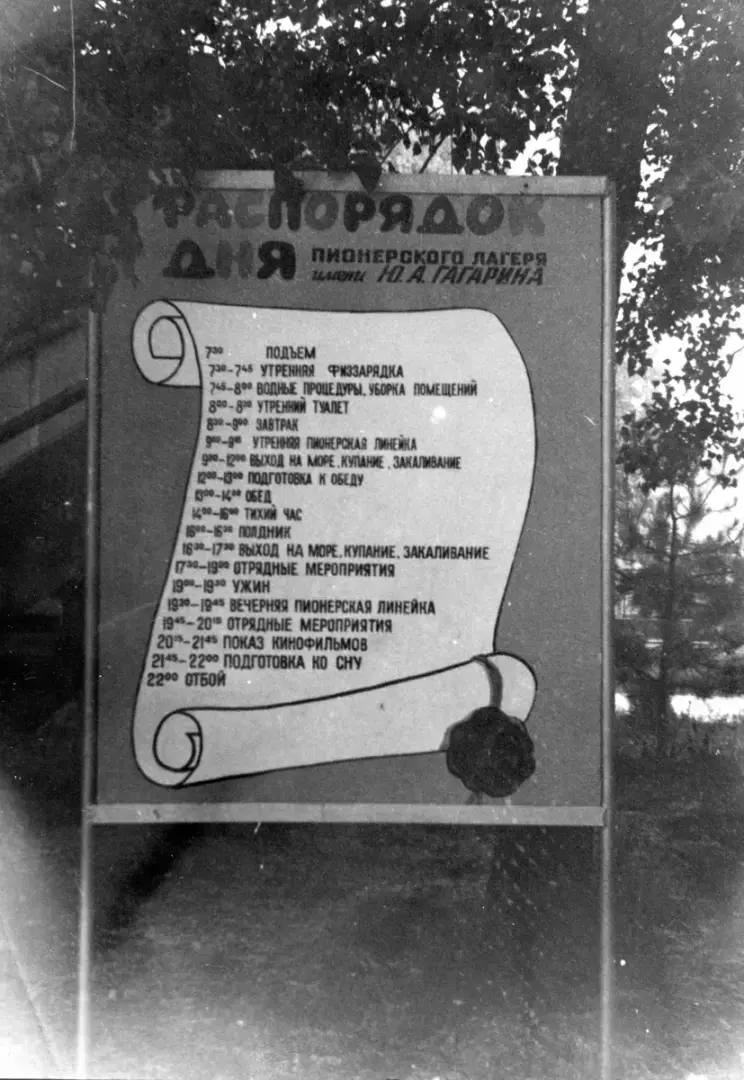 РАСПОРЯДОК
ДНЯ ПИОНЕРСКОГО ЛАГЕРЯ
имени Ю.А.ГАГАРИНА
7³⁰ ПОДЪЕМ
7³⁰-7⁴⁵ УТРЕННЯЯ ФИЗЗАРЯДКА
7⁴⁵-8⁰⁰ ВОДНЫЕ ПРОЦЕДУРЫ, УБОРКА ПОМЕЩЕНИЙ
8⁰⁰-8³⁰ УТРЕННИЙ ТУАЛЕТ
8³⁰-9⁰⁰ ЗАВТРАК
9⁰⁰-9¹⁵ УТРЕННЯЯ ПИОНЕРСКАЯ ЛИНЕЙКА
9⁰⁰-12⁰⁰ ВЫХОД НА МОРЕ, КУПАНИЕ, ЗАКАЛИВАНИЕ
12⁰⁰-13⁰⁰ ПОДГОТОВКА К ОБЕДУ
13⁰⁰-14⁰⁰ ОБЕД
14⁰⁰-16⁰⁰ ТИХИЙ ЧАС
16⁰⁰-16³⁰ ПОЛДНИК
16³⁰-17³⁰ ВЫХОД НА МОРЕ, КУПАНИЕ, ЗАКАЛИВАНИЕ
17³⁰-19⁰⁰ ОТРЯДНЫЕ МЕРОПРИЯТИЯ
19⁰⁰-19³⁰ УЖИН
19³⁰-19⁴⁵ ВЕЧЕРНЯЯ ПИОНЕРСКАЯ ЛИНЕЙКА
19⁴⁵-20¹⁵ ОТРЯДНЫЕ МЕРОПРИЯТИЯ
20¹⁵-21⁴⁵ ПОКАЗ КИНОФИЛЬМОВ
21⁴⁵-22⁰⁰ ПОДГОТОВКА КО СНУ
22⁰⁰ ОТБОЙ